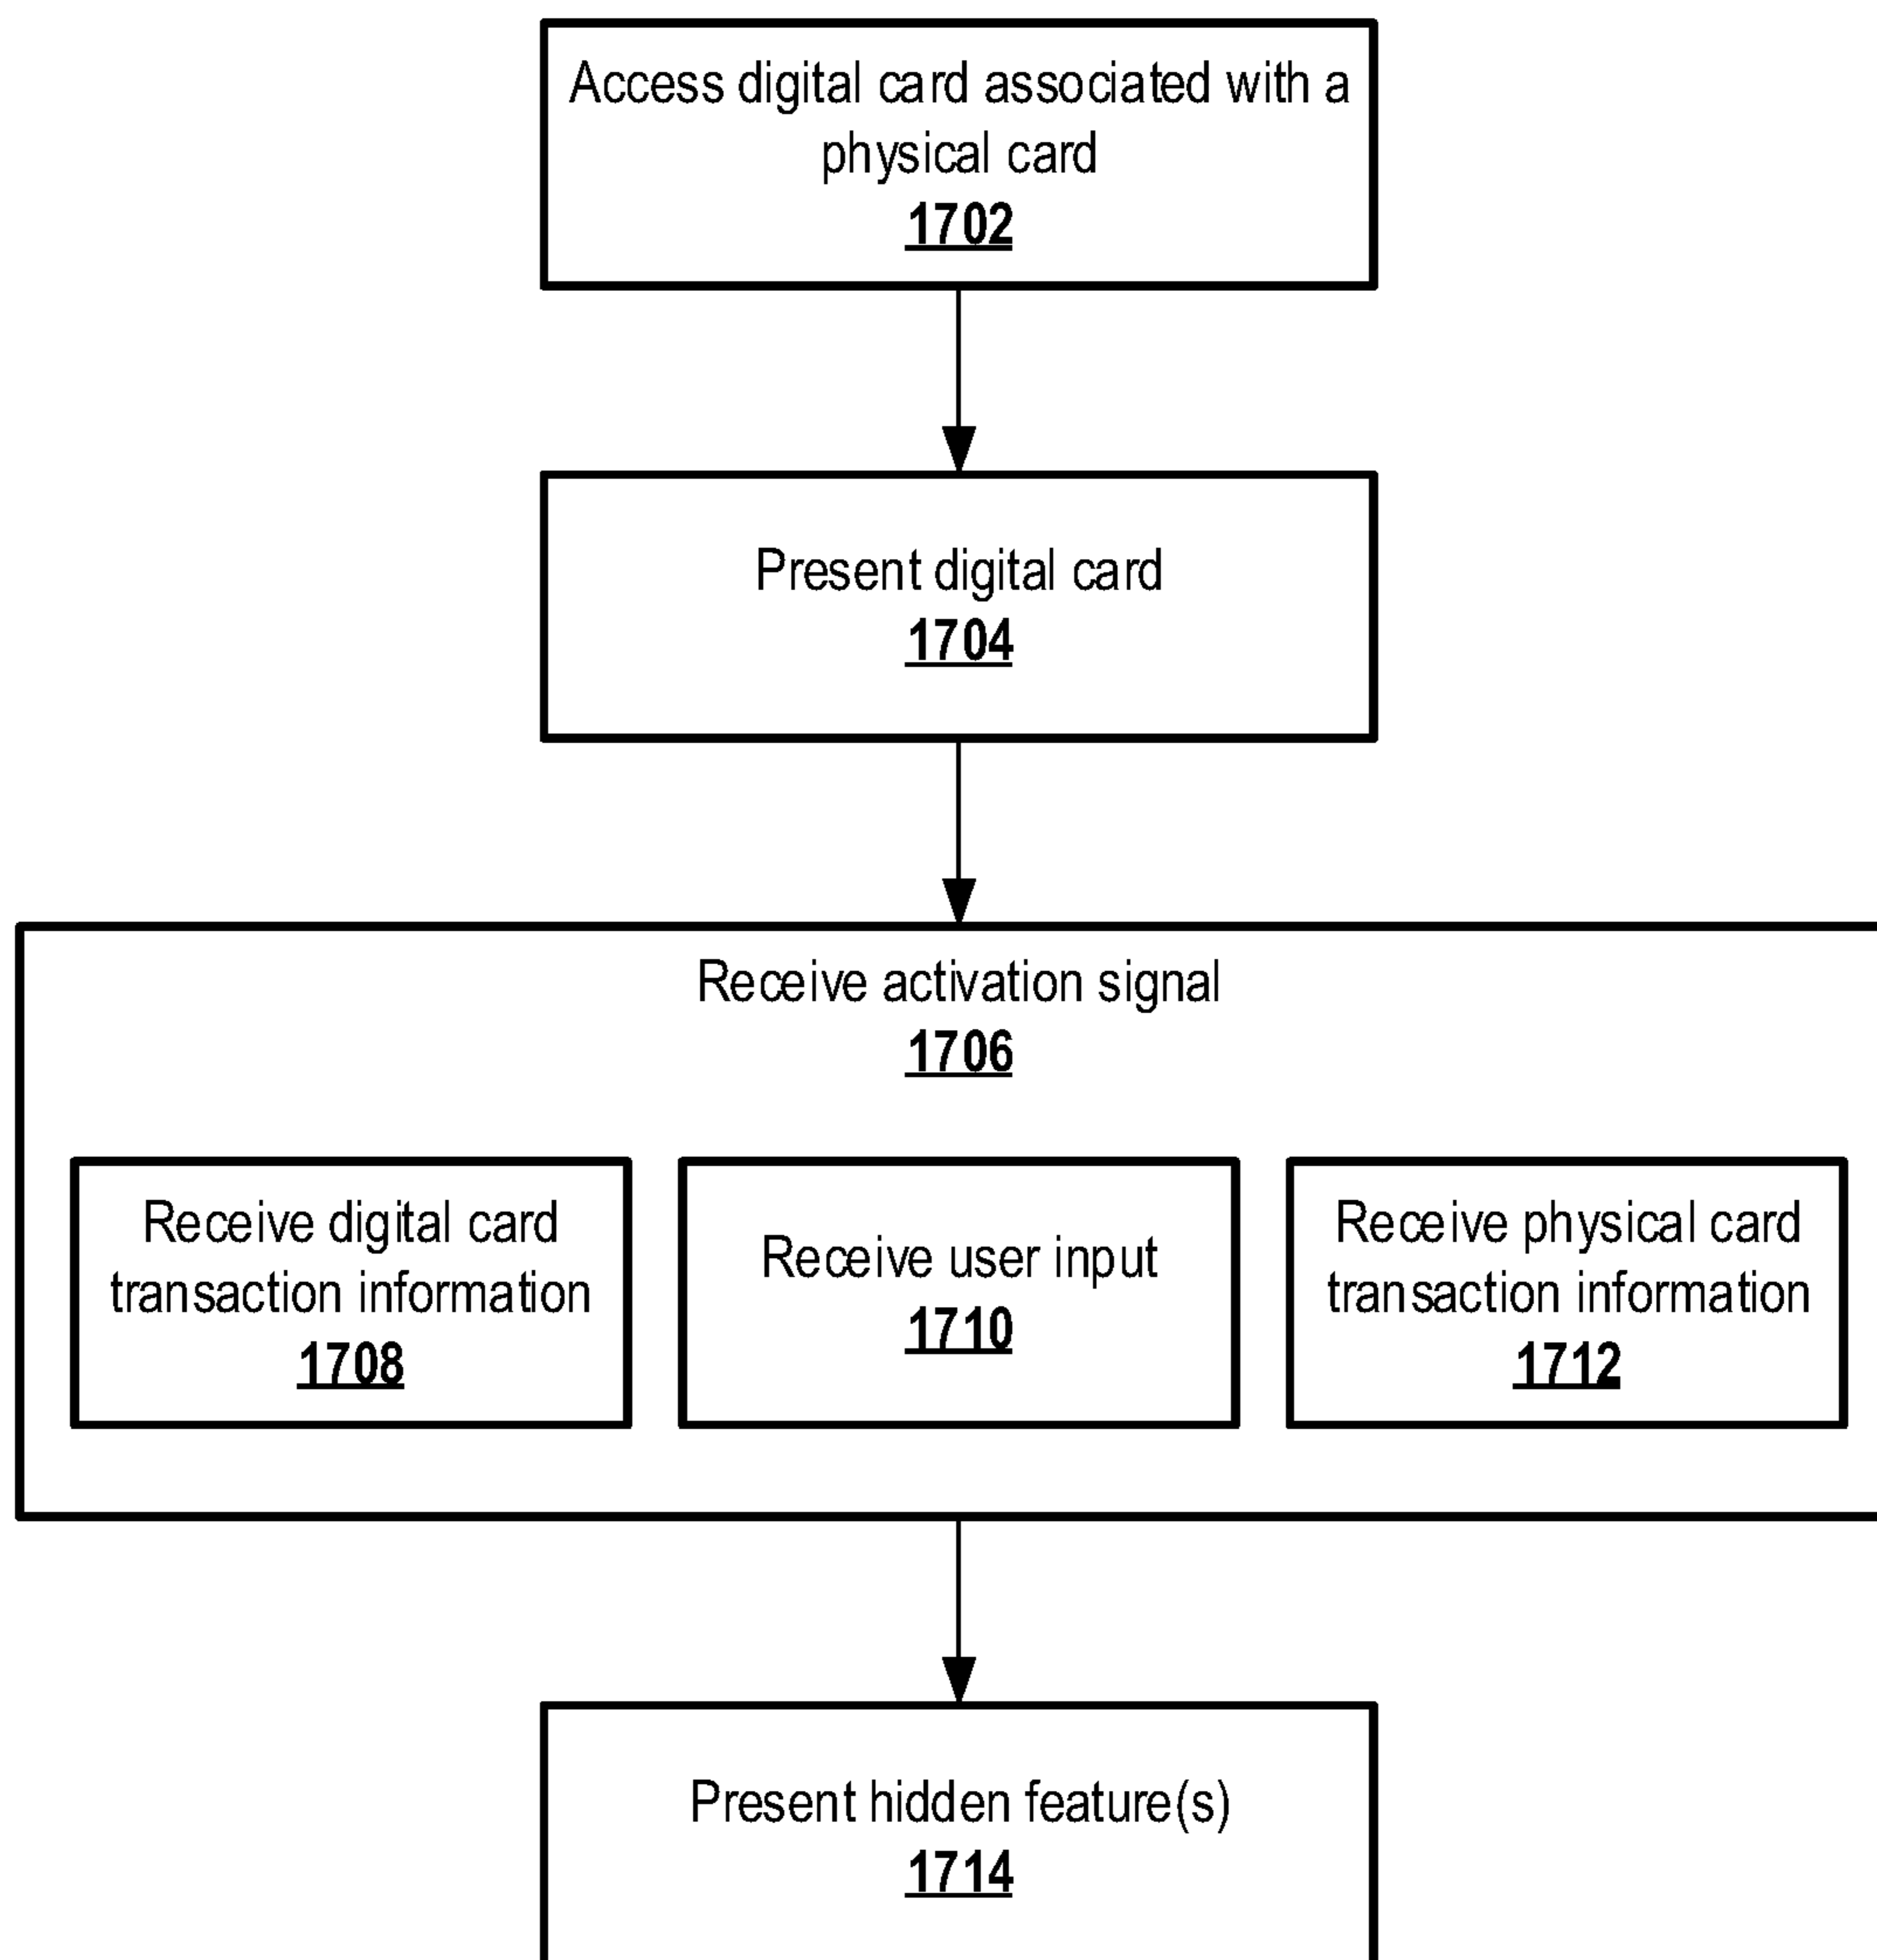 Access digital card associated with a
physical card
1702
Present digital card
1704
Receive activation signal
1706
Receive digital card
transaction information
1708
Receive user input
1710
Receive physical card
transaction information
1712
Present hidden feature(s)
1714